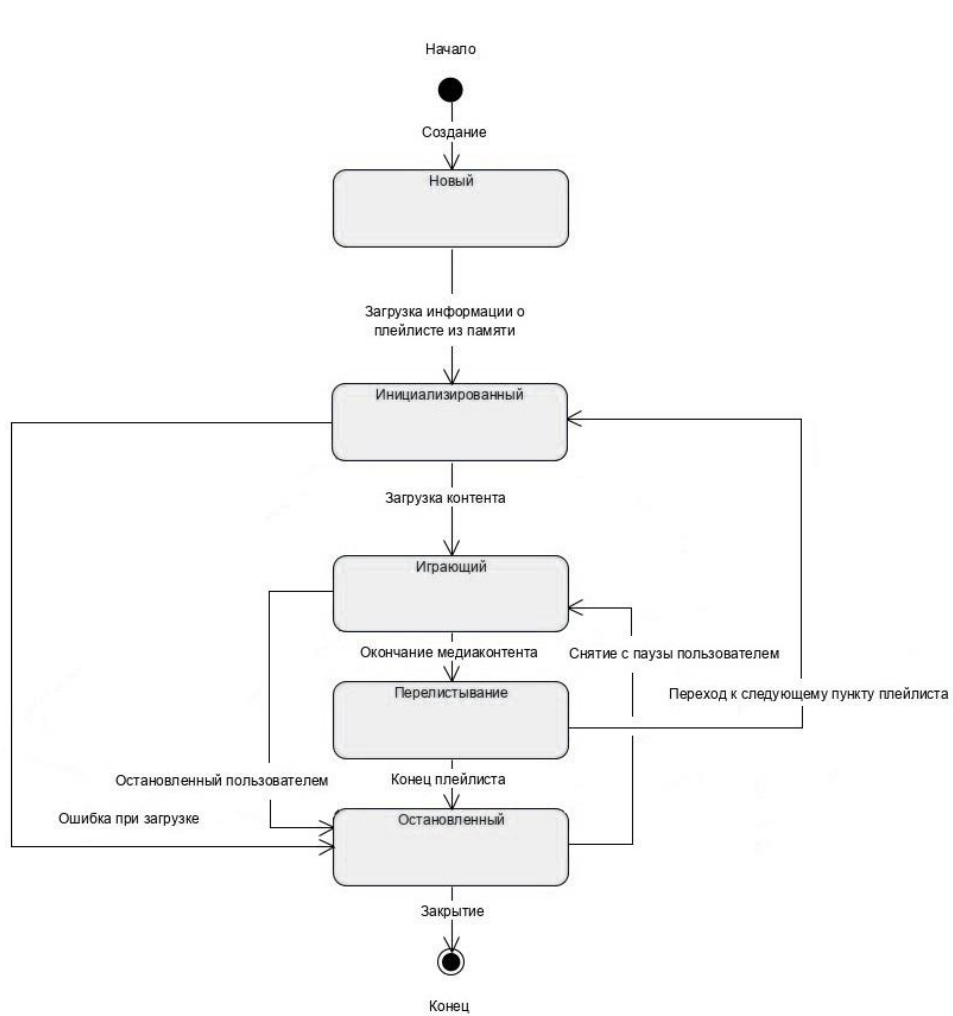 Начало
Создание
Новый
Загрузка информации о
плейлисте из памяти
Инициализированный
Загрузка контента
Играющий
Окончание медиаконтента
Снятие с паузы пользователем
Перелистывание
Переход к следующему пункту плейлиста
Остановленный пользователем
Конец плейлиста
Ошибка при загрузке
Остановленный
Закрытие
Конец